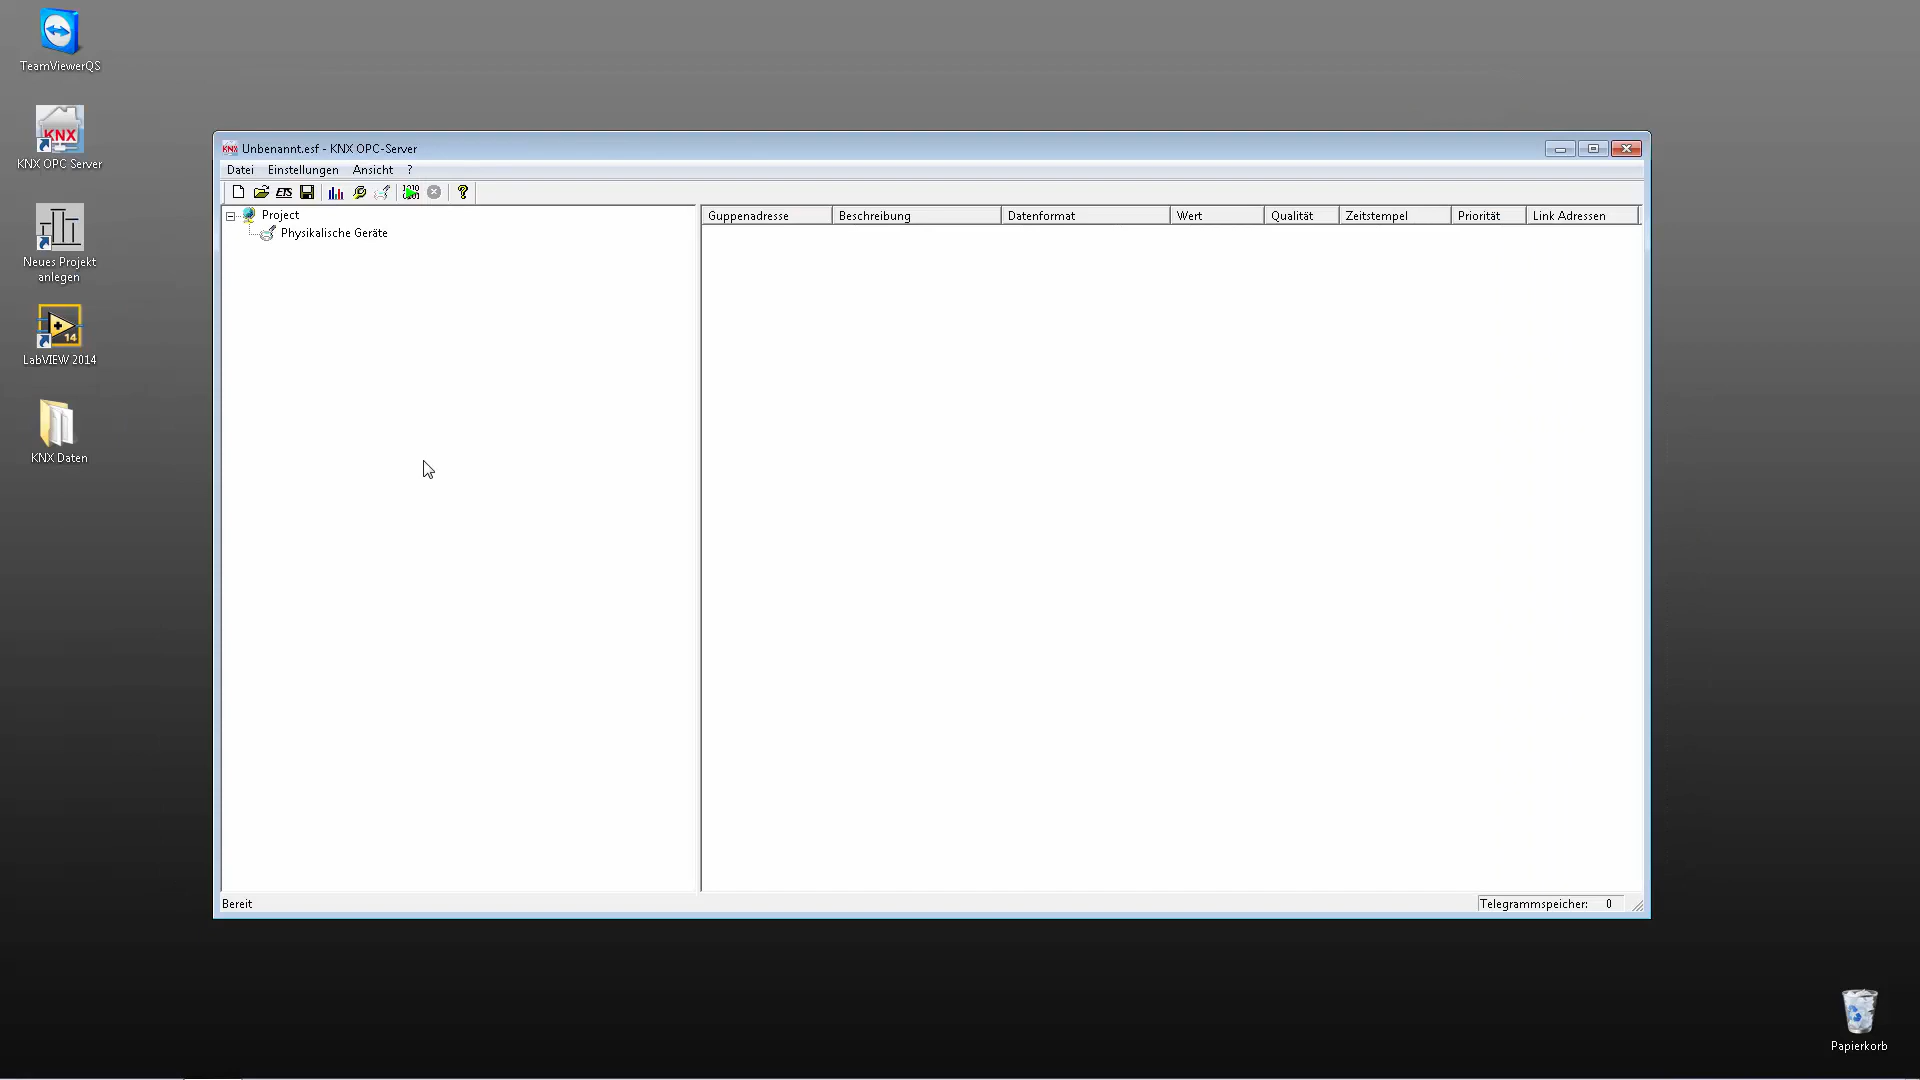 TeamViewerQS
KNX
KNX OPC Server
Neues Projekt
anlegen
14
LabVIEW 2014
KNX Daten
KNX Unbenannt.esf - KNX OPC-Server
Datei Einstellungen Ansicht ?
ETS
Project
Physikalische Geräte
Guppenadresse Beschreibung Datenformat Wert Qualität Zeitstempel Priorität Link Adressen
Bereit
Telegrammspeicher: 0
Papierkorb